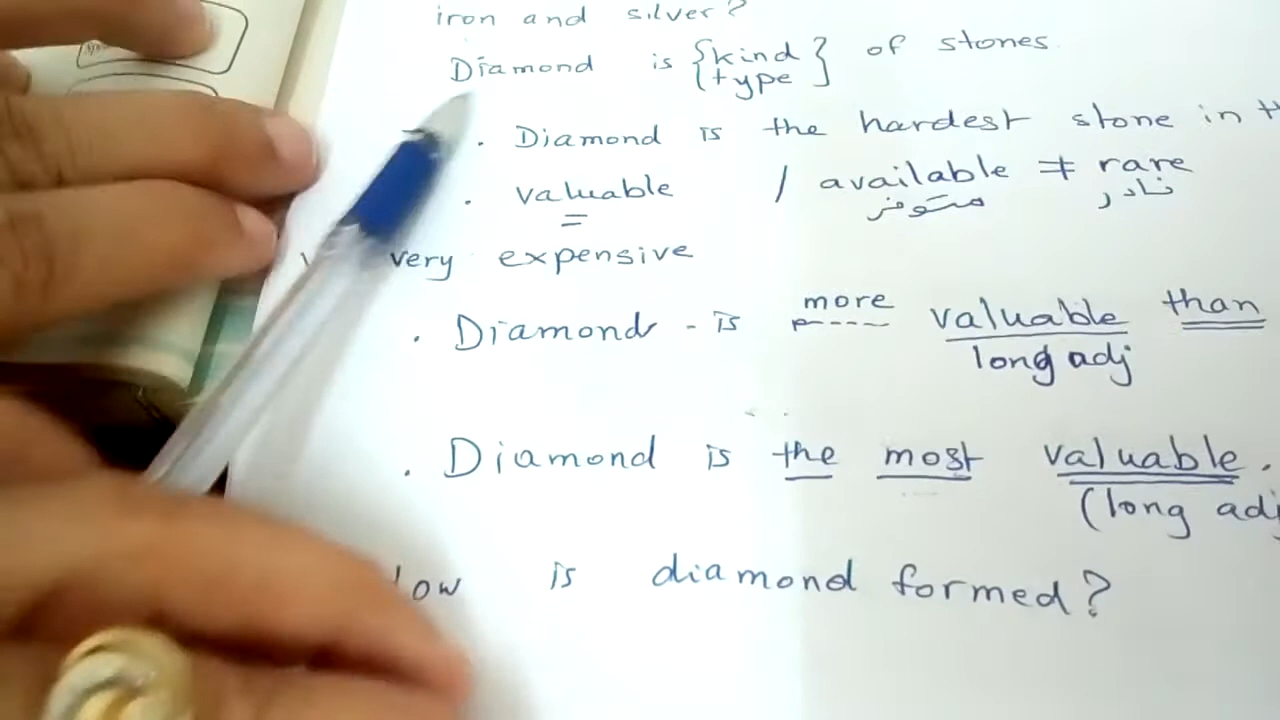 iron and silver?
Diamond is {kind type} of stones
. Diamond is the hardest stone in
. valuable / available ≠ rare
= متوفر نادر
very expensive
. Diamond is more valuable than
long adj
. Diamond is the most valuable.
(long adj
How is diamond formed?